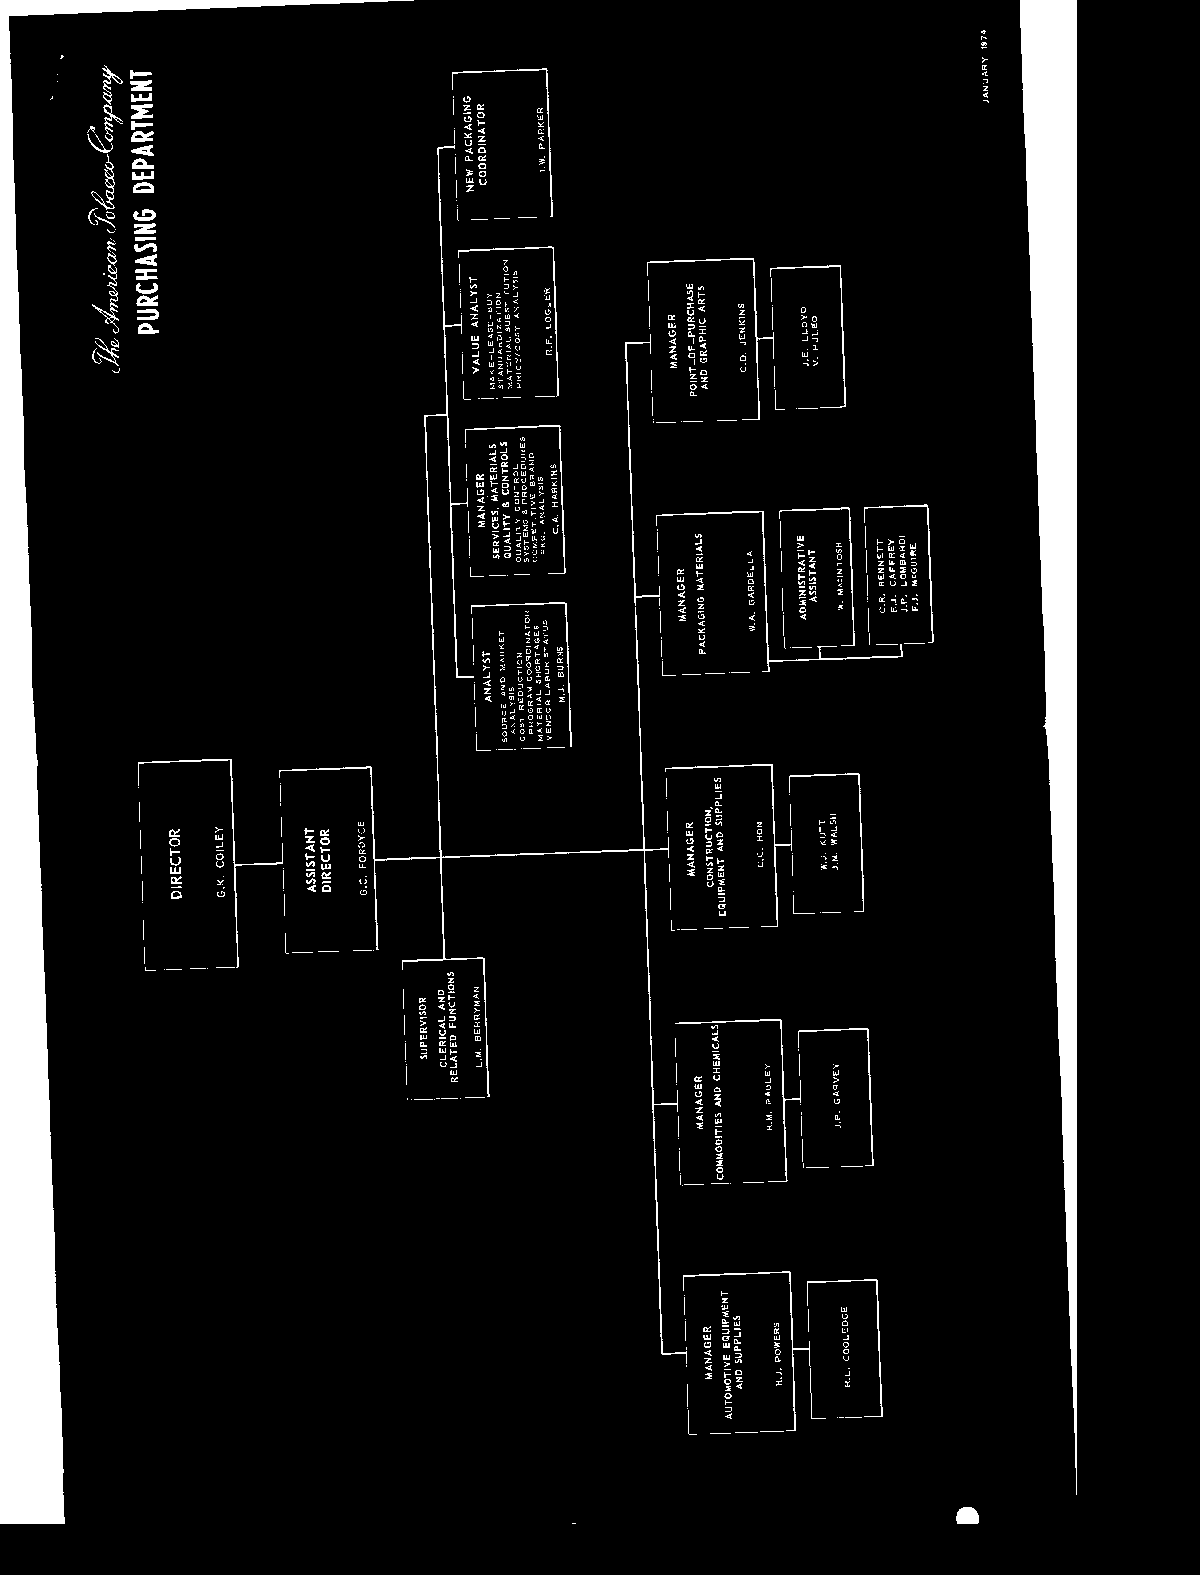 The American Tobacco Company
PURCHASING DEPARTMENT
DIRECTOR
G.K. COILEY
ASSISTANT
DIRECTOR
G.C. FORDYCE
SUPERVISOR
CLERICAL AND
RELATED FUNCTIONS
L.M. BERRYMAN
ANALYST
SOURCE AND MARKET
ANALYSIS
COST REDUCTION
PROGRAM COORDINATOR
MATERIAL SHORTAGES
VENDOR LABOR STATUS
M.J. BURNS
MANAGER
SERVICES, MATERIALS
QUALITY & CONTROLS
QUALITY CONTROL
SYSTEMS & PROCEDURES
COMPETITIVE BRAND
PKG. ANALYSIS
C.A. HARKINS
VALUE ANALYST
MAKE-LEASE-BUY
STANDARDIZATION
MATERIAL SUBSTITUTION
PRICE/COST ANALYSIS
R.F.
NEW PACKAGING
COORDINATOR
PARKER
MANAGER
AUTOMOTIVE EQUIPMENT
AND SUPPLIES
POWERS
R.L. COOLEDGE
MANAGER
COMMODITIES AND CHEMICALS
PAULEY
GARVEY
MANAGER
CONSTRUCTION,
EQUIPMENT AND SUPPLIES
HON
W.J. KUTT
J.M. WALSH
MANAGER
PACKAGING MATERIALS
W.A. GARDELLA
ADMINISTRATIVE
ASSISTANT
W. MACINTOSH
C.R. BENNETT
F.J. CAFFREY
J.P. LOMBARDI
F.J. McGUIRE
MANAGER
POINT-OF-PURCHASE
AND GRAPHIC ARTS
C.D. JENKINS
J.E. LLOYD
V. PULEO
JANUARY 1974